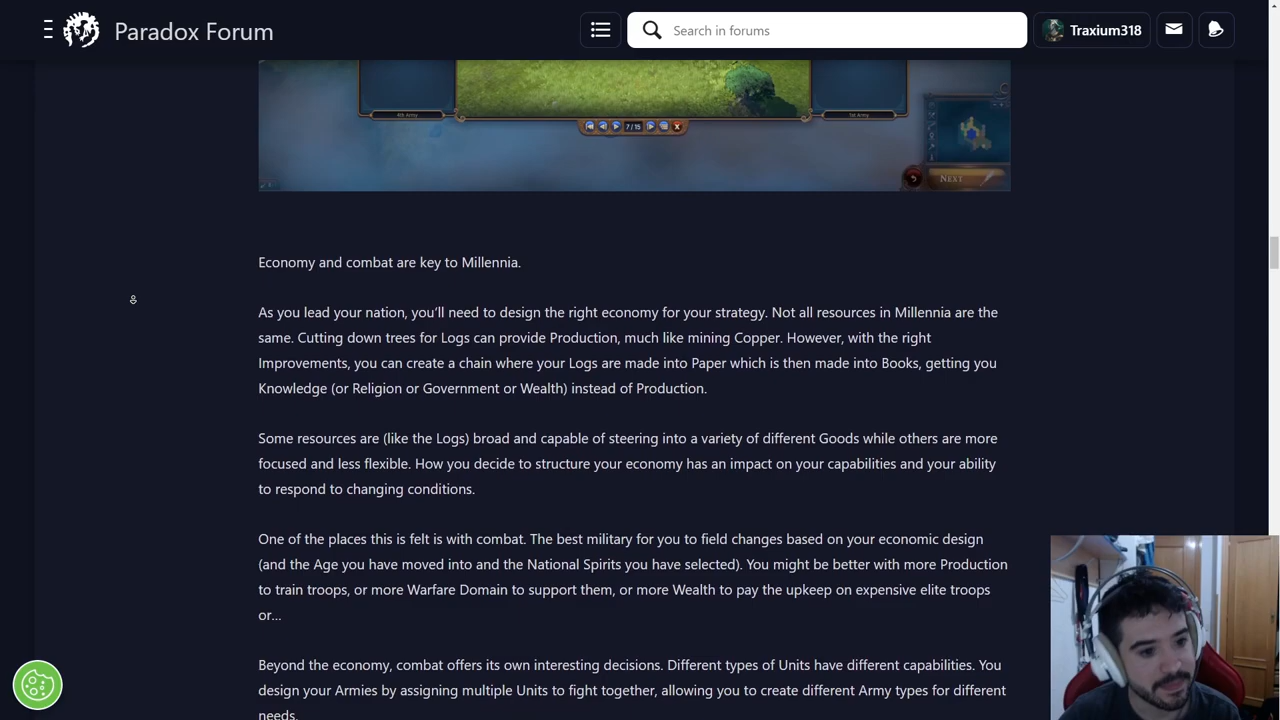 Paradox Forum
Search in forums
Traxium318
4th Army
7 / 15
1st Army
NEXT
Economy and combat are key to Millennia.
As you lead your nation, you’ll need to design the right economy for your strategy. Not all resources in Millennia are the
same. Cutting down trees for Logs can provide Production, much like mining Copper. However, with the right
Improvements, you can create a chain where your Logs are made into Paper which is then made into Books, getting you
Knowledge (or Religion or Government or Wealth) instead of Production.
Some resources are (like the Logs) broad and capable of steering into a variety of different Goods while others are more
focused and less flexible. How you decide to structure your economy has an impact on your capabilities and your ability
to respond to changing conditions.
One of the places this is felt is with combat. The best military for you to field changes based on your economic design
(and the Age you have moved into and the National Spirits you have selected). You might be better with more Production
to train troops, or more Warfare Domain to support them, or more Wealth to pay the upkeep on expensive elite troops
or...
Beyond the economy, combat offers its own interesting decisions. Different types of Units have different capabilities. You
design your Armies by assigning multiple Units to fight together, allowing you to create different Army types for different
needs.